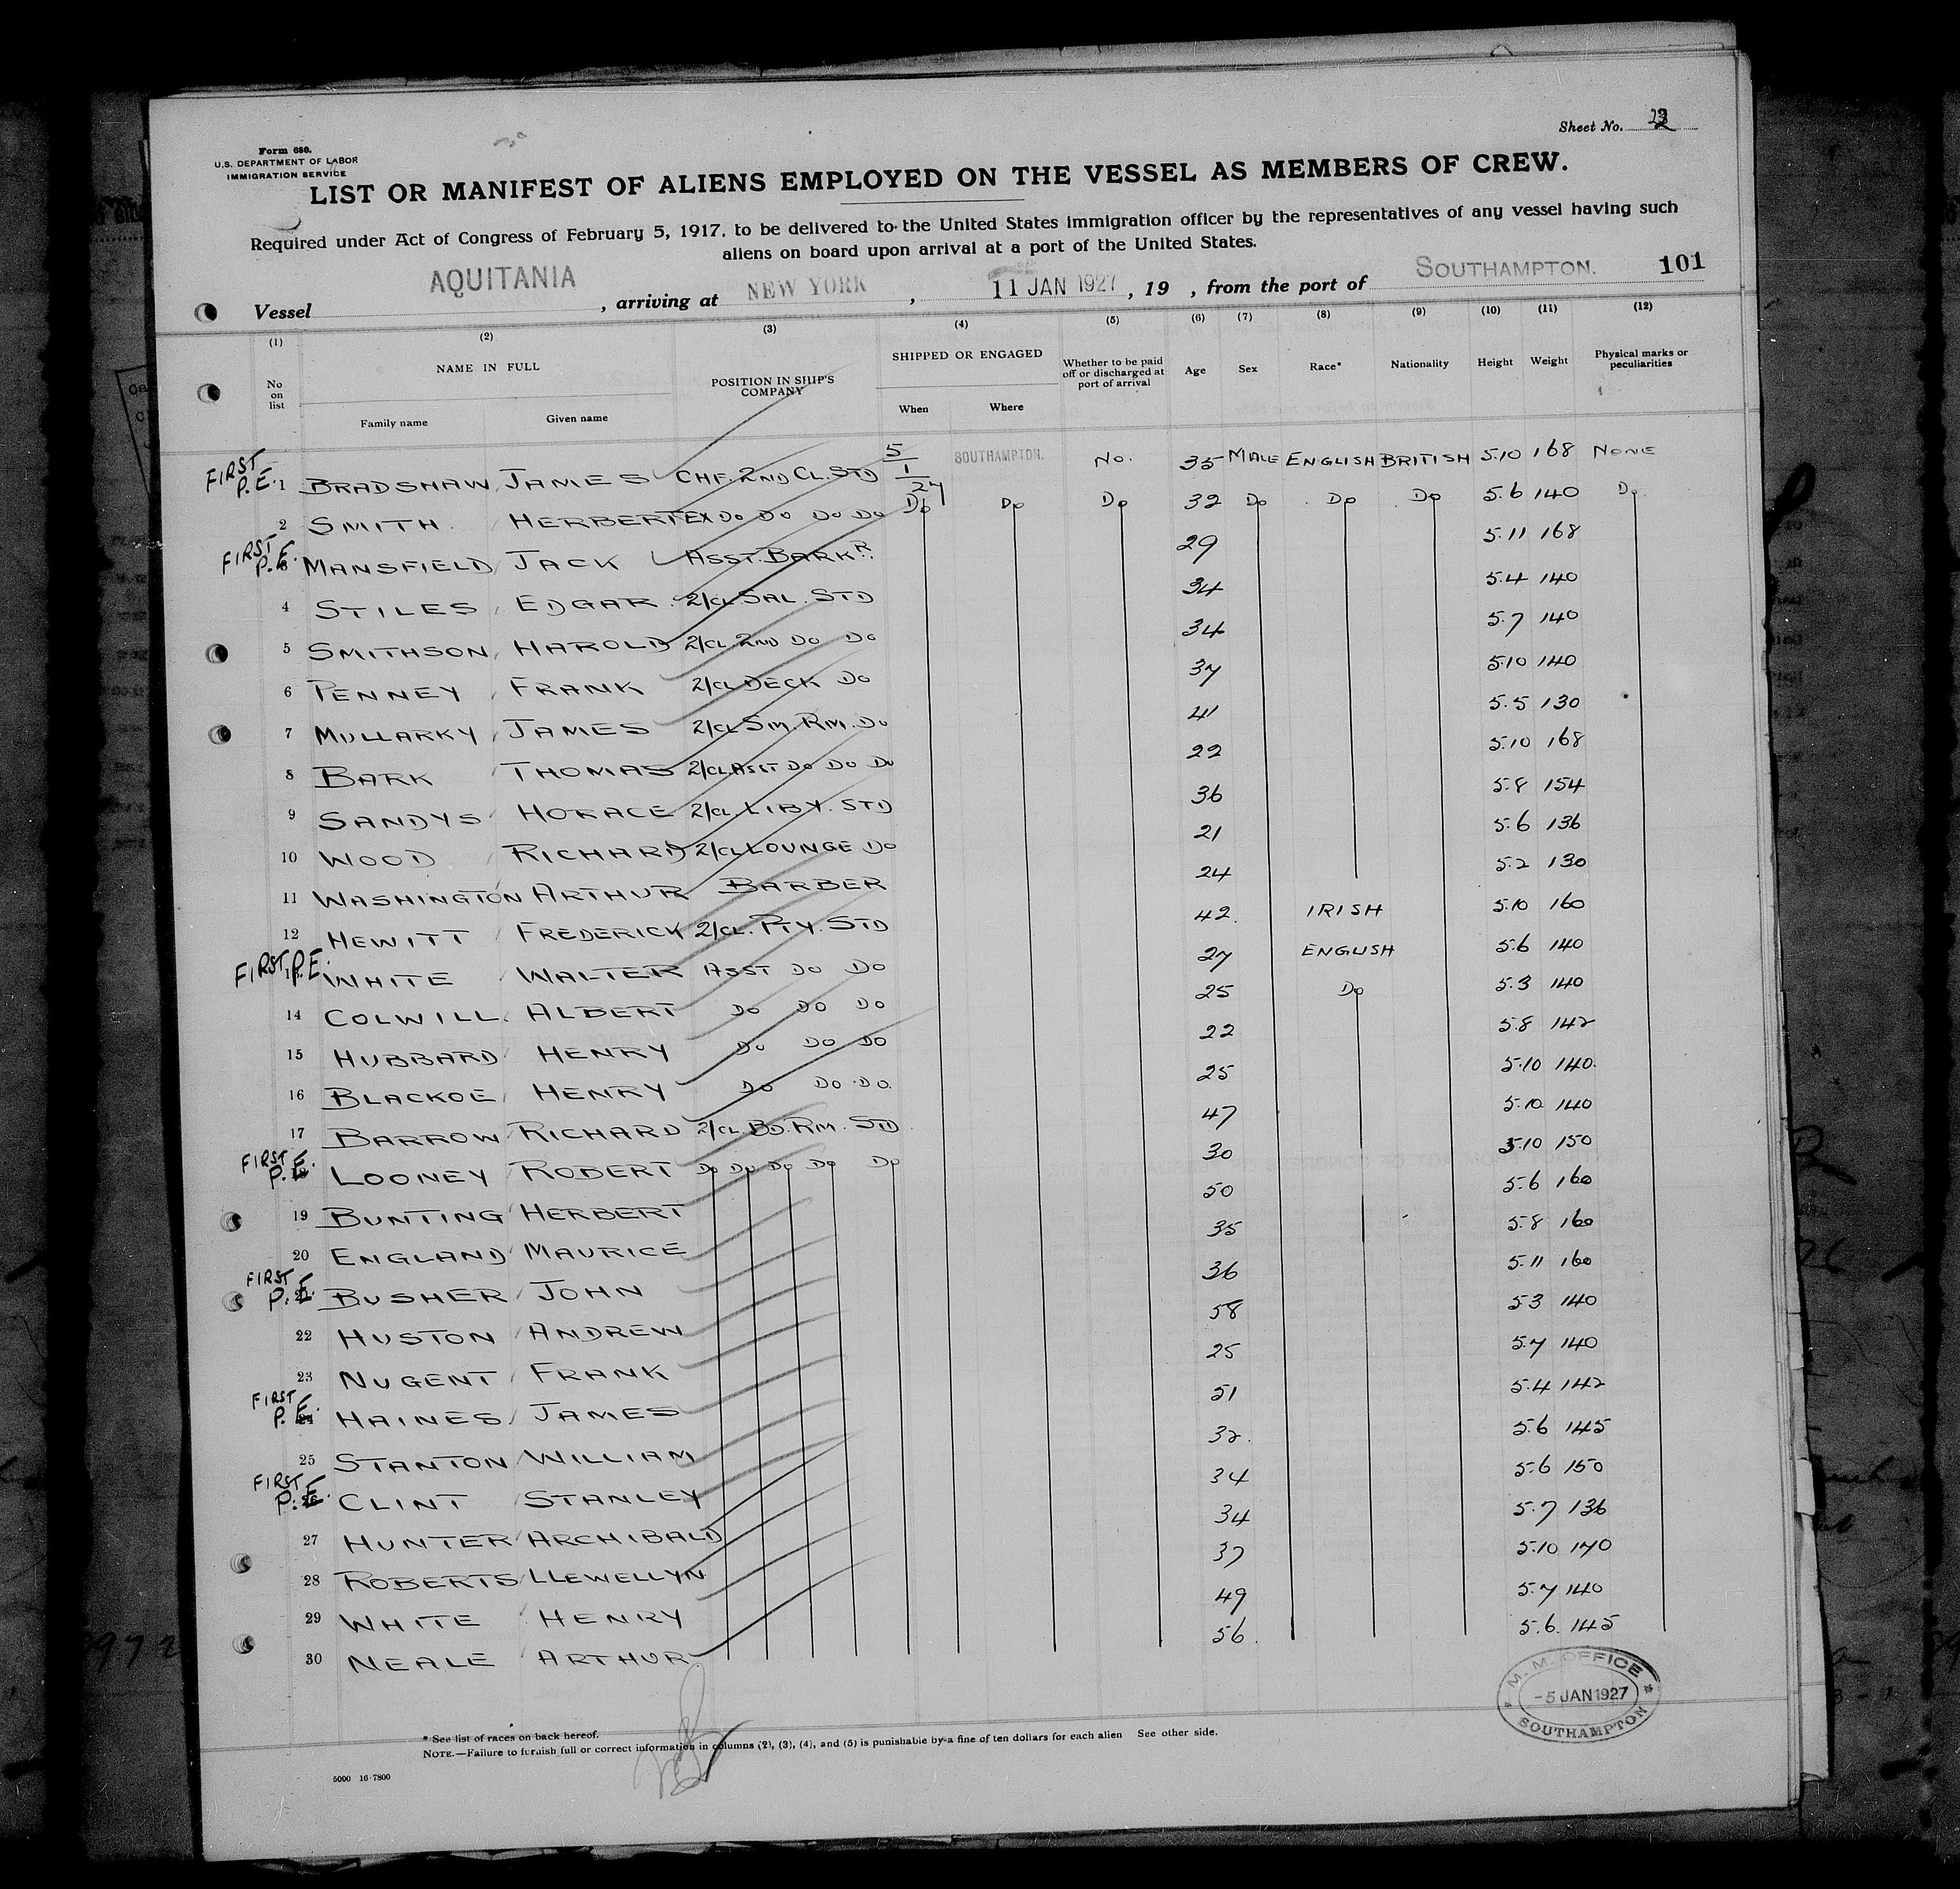 Sheet No.
Form 686.
U.S. DEPARTMENT OF LABOR
IMMIGRATION SERVICE
LIST OR MANIFEST OF ALIENS EMPLOYED ON THE VESSEL AS MEMBERS OF CREW.
Required under Act of Congress of February 5, 1917, to be delivered to the United States immigration officer by the representatives of any vessel having such
aliens on board upon arrival at a port of the United States.
Vessel AQUITANIA, arriving at NEW YORK, 11 JAN 1927, 19 , from the port of SOUTHAMPTON. 101
(1) (2) (3) (4) (5) (6) (7) (8) (9) (10) (11) (12)
No on list NAME IN FULL Family name Given name POSITION IN SHIP'S COMPANY SHIPPED OR ENGAGED When Where Whether to be paid off or discharged at port of arrival Age Sex Race* Nationality Height Weight Physical marks or peculiarities
FIRST P.E. 1 BRADSHAW JAMES CHF. 2ND CL. STD 5/1/27 SOUTHAMPTON. No. 35 MALE ENGLISH BRITISH 5.10 168 NONE
2 SMITH HERBERT EX Do Do Do Do Do Do Do 32 Do Do Do 5.6 140 Do
FIRST P.E. MANSFIELD JACK ASST. BARKR. 29 5.11 168
4 STILES EDGAR 2/CL SAL. STD 34 5.4 140
5 SMITHSON HAROLD 2/CL 2ND Do Do 34 5.7 140
6 PENNEY FRANK 2/CL DECK Do 37 5.10 140
7 MULLARKY JAMES 2/CL SM. RM. Do 41 5.5 130
8 BARK THOMAS 2/CL ASST Do Do Do 22 5.10 168
9 SANDYS HORACE 2/CL. LIBY. STD 36 5.8 154
10 WOOD RICHARD 2/CL LOUNGE Do 21 5.6 136
11 WASHINGTON ARTHUR BARBER 24 5.2 130
12 HEWITT FREDERICK 2/CL. PTY. STD 42 IRISH 5.10 160
FIRST P.E. WHITE WALTER ASST Do Do 27 ENGLISH 5.6 140
14 COLWILL ALBERT Do Do Do 25 Do 5.3 140
15 HUBBARD HENRY Do Do Do 22 5.8 142
16 BLACKOE HENRY Do Do Do 25 5.10 140
17 BARROW RICHARD 2/CL. BD. RM. STD 47 5.10 140
FIRST P.E. LOONEY ROBERT Do Do Do Do Do 30 5.10 150
19 BUNTING HERBERT 50 5.6 160
20 ENGLAND MAURICE 35 5.8 160
FIRST P.E. BUSHER JOHN 36 5.11 160
22 HUSTON ANDREW 58 5.3 140
23 NUGENT FRANK 25 5.7 140
FIRST P.E. HAINES JAMES 51 5.4 142
25 STANTON WILLIAM 32 5.6 145
FIRST P.E. CLINT STANLEY 34 5.6 150
27 HUNTER ARCHIBALD 34 5.7 136
28 ROBERTS LLEWELLYN 37 5.10 170
29 WHITE HENRY 49 5.7 140
30 NEALE ARTHUR 56 5.6 145
M. M. OFFICE
-5 JAN 1927
SOUTHAMPTON
* See list of races on back hereof.
NOTE.—Failure to furnish full or correct information in columns (2), (3), (4), and (5) is punishable by a fine of ten dollars for each alien See other side.
5000 16-7800